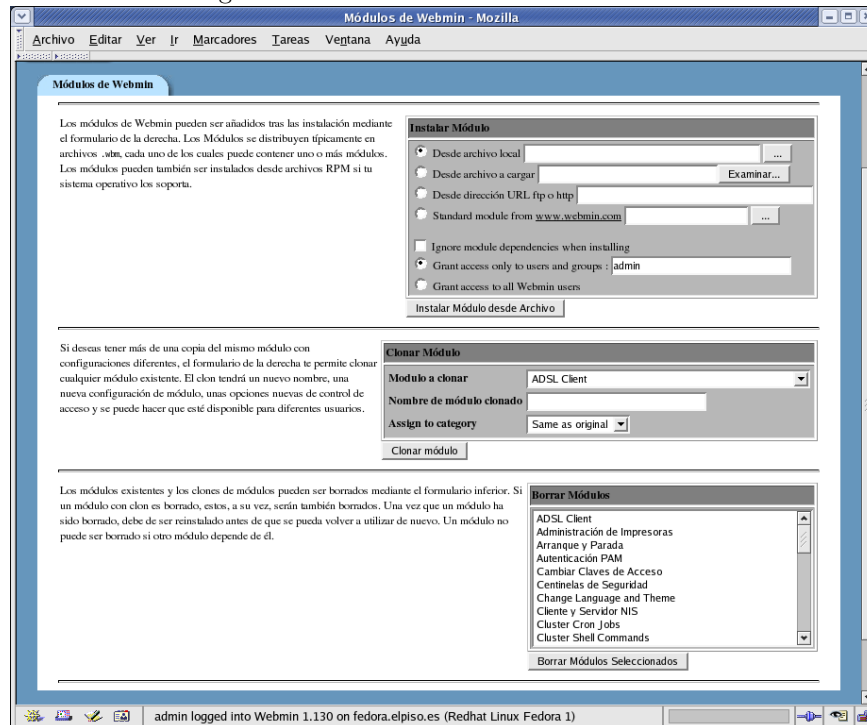 Módulos de Webmin - Mozilla
Archivo Editar Ver Ir Marcadores Tareas Ventana Ayuda
Módulos de Webmin
Los módulos de Webmin pueden ser añadidos tras las instalación mediante
el formulario de la derecha. Los Módulos se distribuyen típicamente en
archivos .wbm, cada uno de los cuales puede contener uno o más módulos.
Los módulos pueden también ser instalados desde archivos RPM si tu
sistema operativo los soporta.
Instalar Módulo
Desde archivo local ...
Desde archivo a cargar Examinar...
Desde dirección URL ftp o http
Standard module from www.webmin.com ...
Ignore module dependencies when installing
Grant access only to users and groups : admin
Grant access to all Webmin users
Instalar Módulo desde Archivo
Si deseas tener más de una copia del mismo módulo con
configuraciones diferentes, el formulario de la derecha te permite clonar
cualquier módulo existente. El clon tendrá un nuevo nombre, una
nueva configuración de módulo, unas opciones nuevas de control de
acceso y se puede hacer que esté disponible para diferentes usuarios.
Clonar Módulo
Modulo a clonar ADSL Client
Nombre de módulo clonado
Assign to category Same as original
Clonar módulo
Los módulos existentes y los clones de módulos pueden ser borrados mediante el formulario inferior. Si
un módulo con clon es borrado, estos, a su vez, serán también borrados. Una vez que un módulo ha
sido borrado, debe de ser reinstalado antes de que se pueda volver a utilizar de nuevo. Un módulo no
puede ser borrado si otro módulo depende de él.
Borrar Módulos
ADSL Client
Administración de Impresoras
Arranque y Parada
Autenticación PAM
Cambiar Claves de Acceso
Centinelas de Seguridad
Change Language and Theme
Cliente y Servidor NIS
Cluster Cron Jobs
Cluster Shell Commands
Borrar Módulos Seleccionados
admin logged into Webmin 1.130 on fedora.elpiso.es (Redhat Linux Fedora 1)